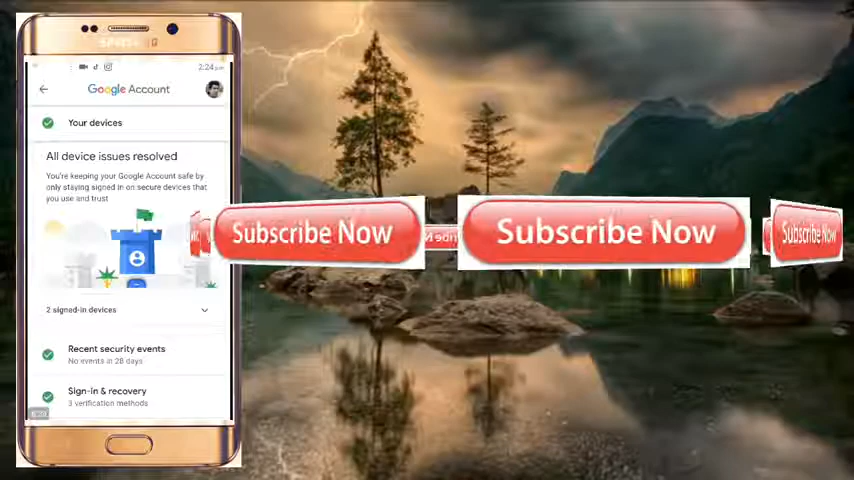 2:24
Google Account
Your devices
All device issues resolved
You're keeping your Google Account safe by
only staying signed in on secure devices that
you use and trust
Subscribe Now
Subscribe Now
Subscribe Now
2 signed-in devices
Recent security events
No events in 28 days
Sign-in & recovery
3 verification methods